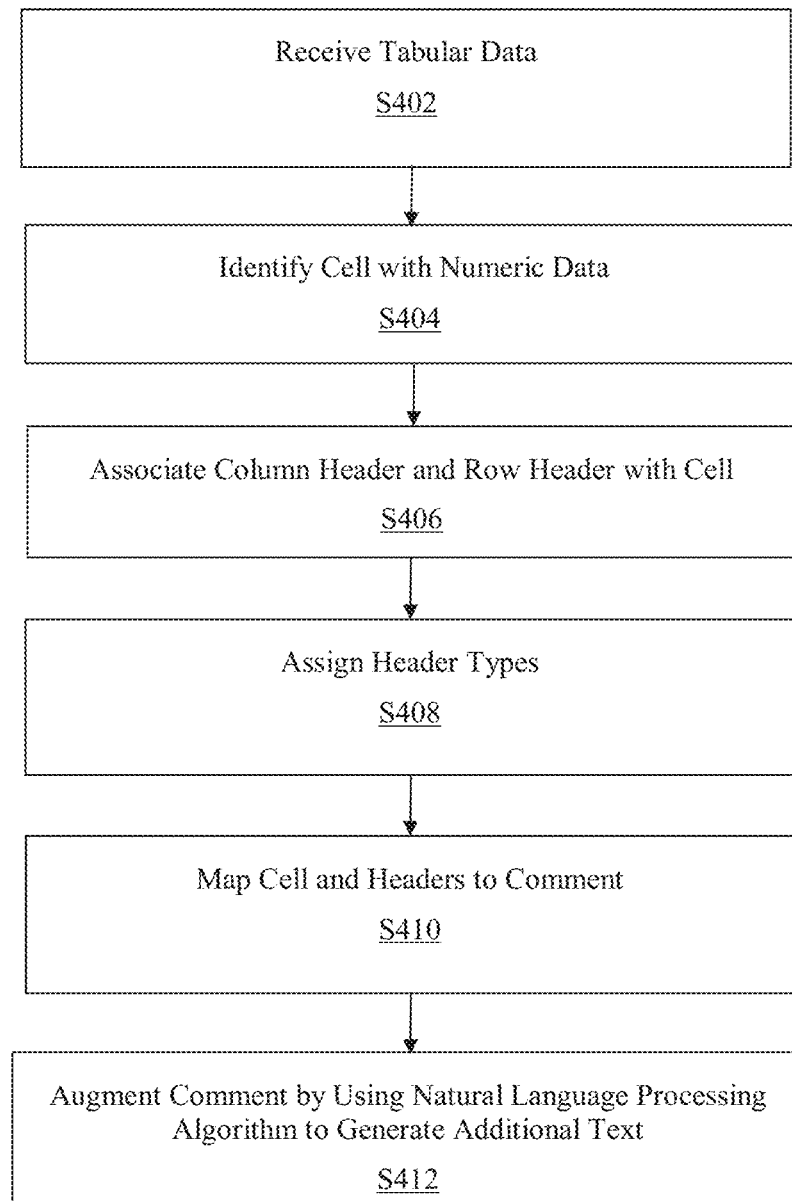 Receive Tabular Data
S402
Identify Cell with Numeric Data
S404
Associate Column Header and Row Header with Cell
S406
Assign Header Types
S408
Map Cell and Headers to Comment
S410
Augment Comment by Using Natural Language Processing
Algorithm to Generate Additional Text
S412